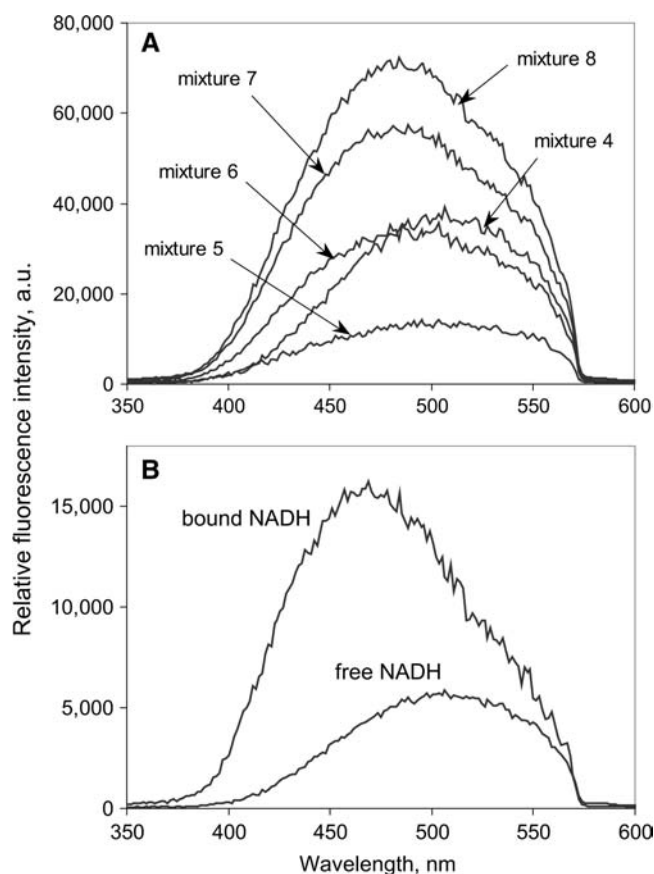 Relative fluorescence intensity, a.u.
A
80,000
60,000
40,000
20,000
0
mixture 8
mixture 7
mixture 4
mixture 6
mixture 5
350 400 450 500 550 600
B
15,000
10,000
5,000
0
bound NADH
free NADH
350 400 450 500 550 600
Wavelength, nm